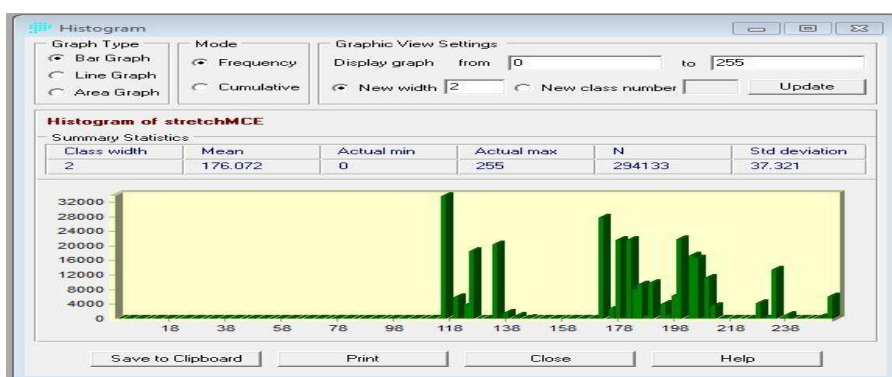 Histogram
Graph Type Mode Graphic View Settings
Bar Graph Frequency Display graph from 0 to 255
Line Graph
Area Graph Cumulative New width 2 New class number Update
Histogram of stretchMCE
Summary Statistics
Class width Mean Actual min Actual max N Std deviation
2 176.072 0 255 294133 37.321
32000
28000
24000
20000
16000
12000
8000
4000
0
18 38 58 78 98 118 138 158 178 198 218 238
Save to Clipboard Print Close Help